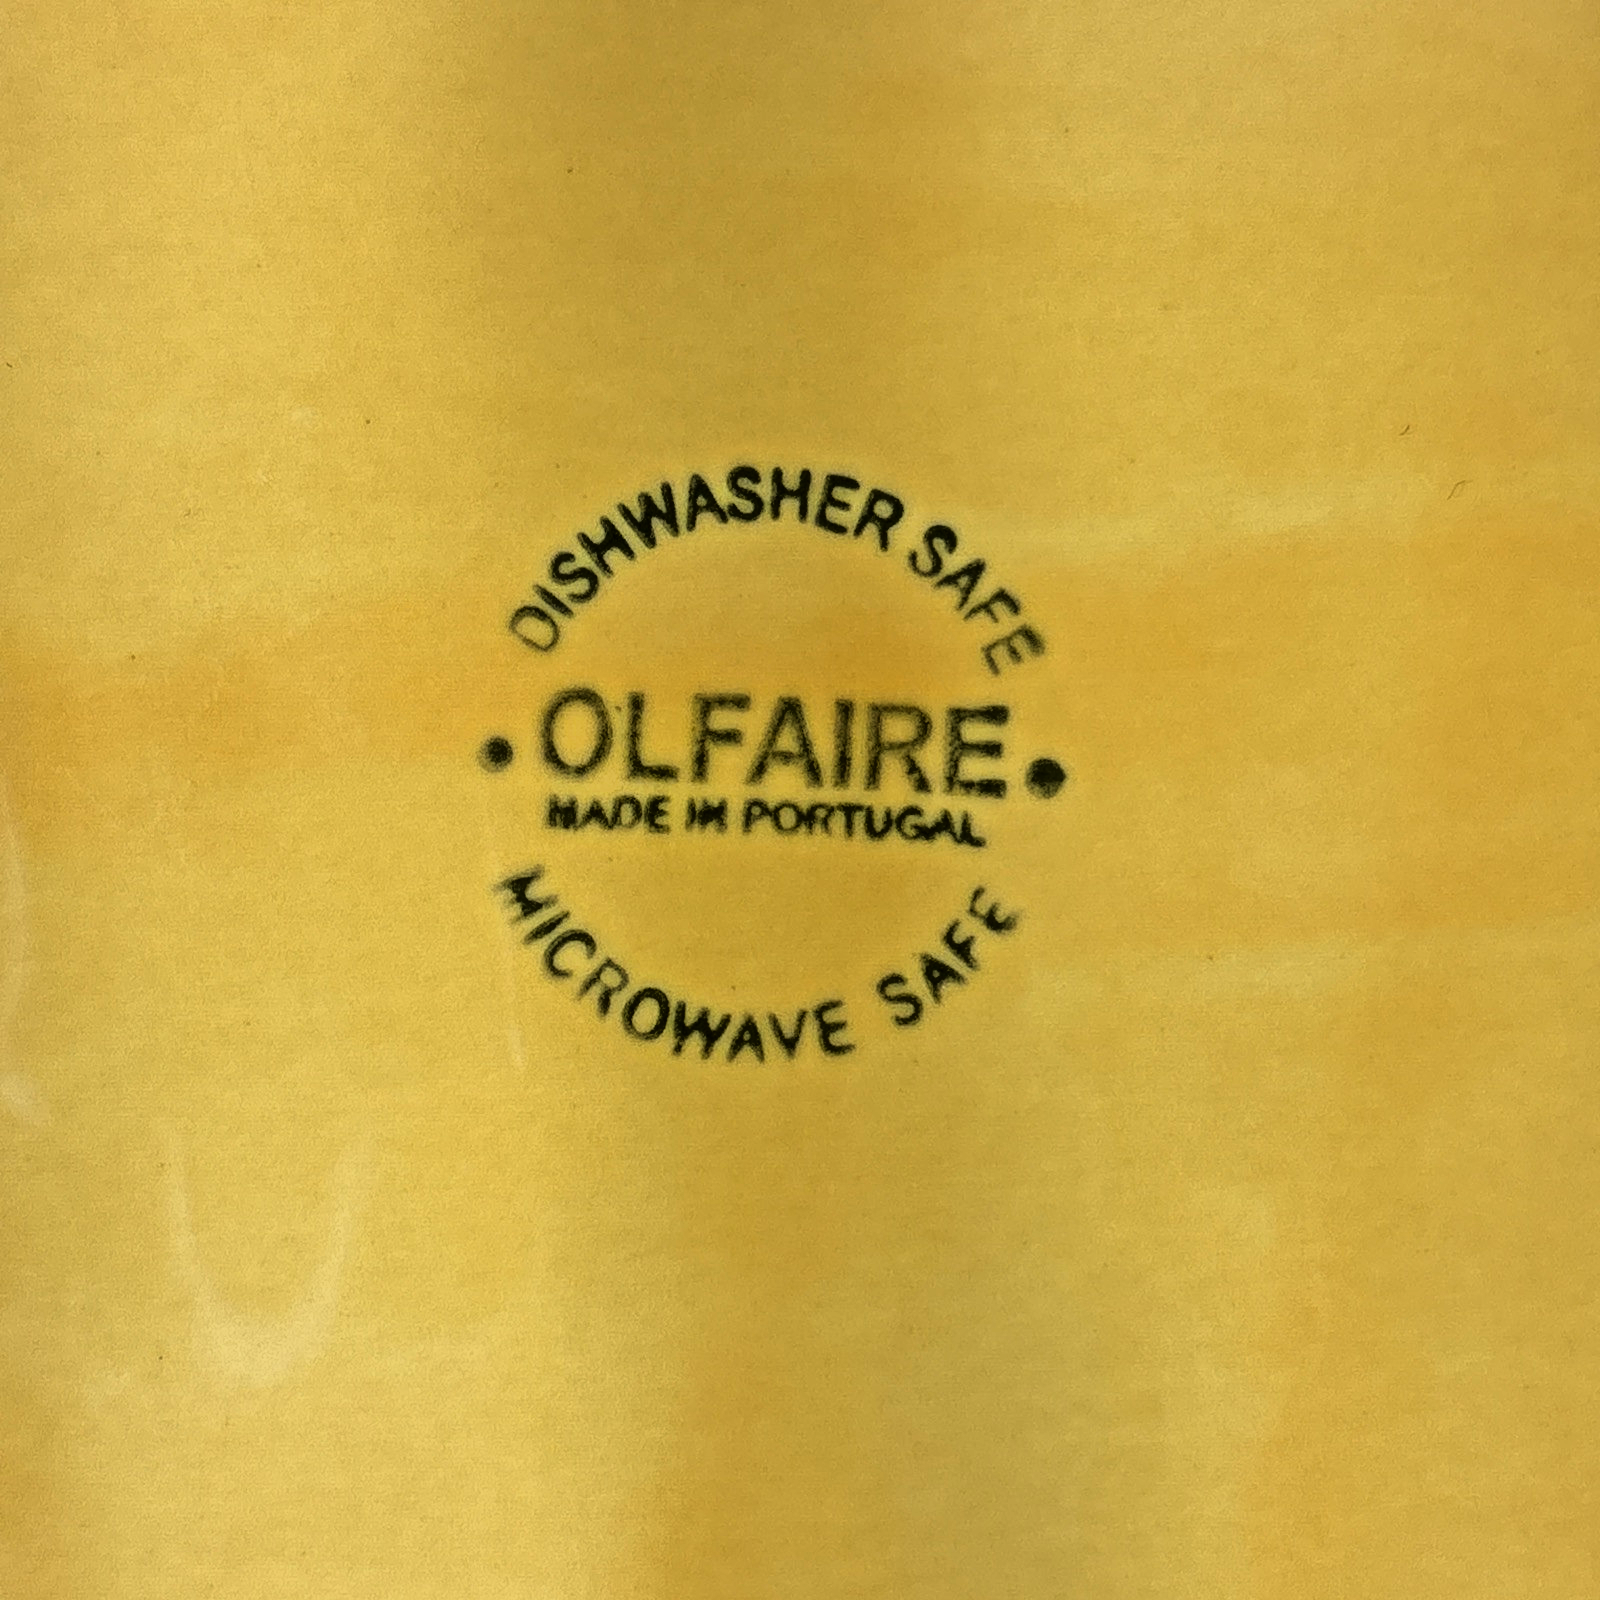 DISHWASHER SAFE
• OLFAIRE •
MADE IN PORTUGAL
MICROWAVE SAFE